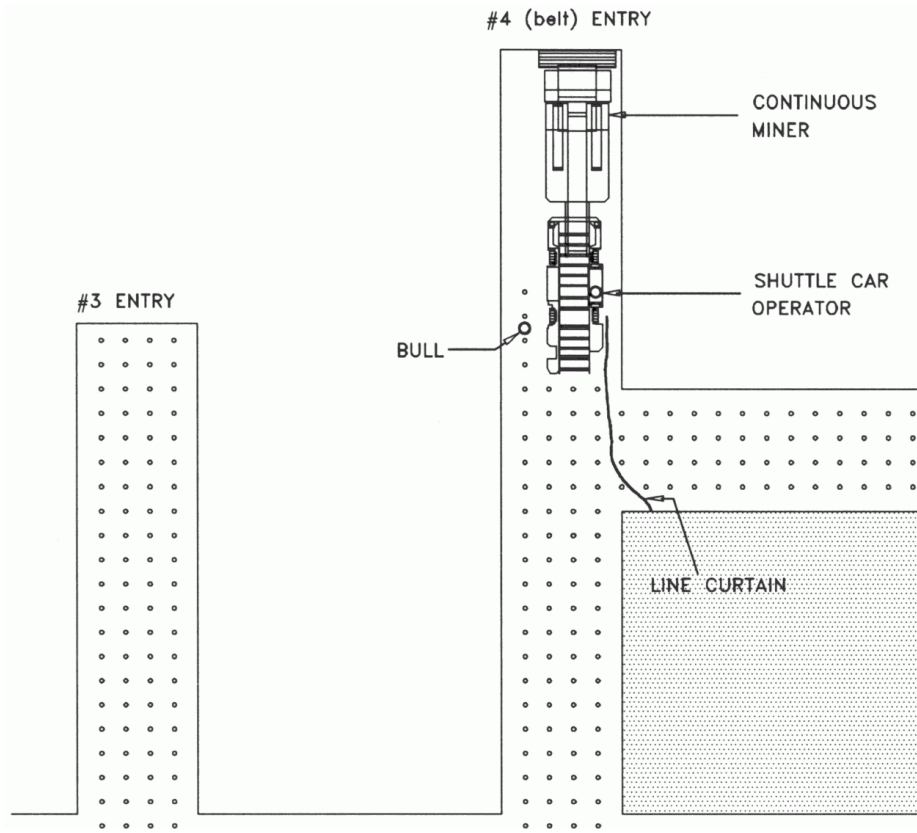 #4 (belt) ENTRY
CONTINUOUS
MINER
#3 ENTRY
SHUTTLE CAR
OPERATOR
BULL
LINE CURTAIN